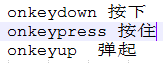 onkeydown 按下
onkeypress 按住
onkeyup 弹起